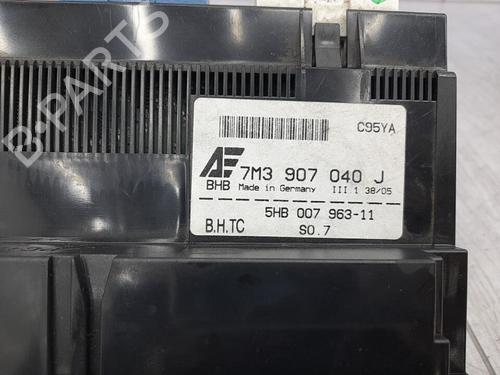 B-PARTS
C95YA
AE 7M3 907 040 J
BHB Made in Germany III.1 38/05
5HB 007 963-11
B.H.TC S0.7